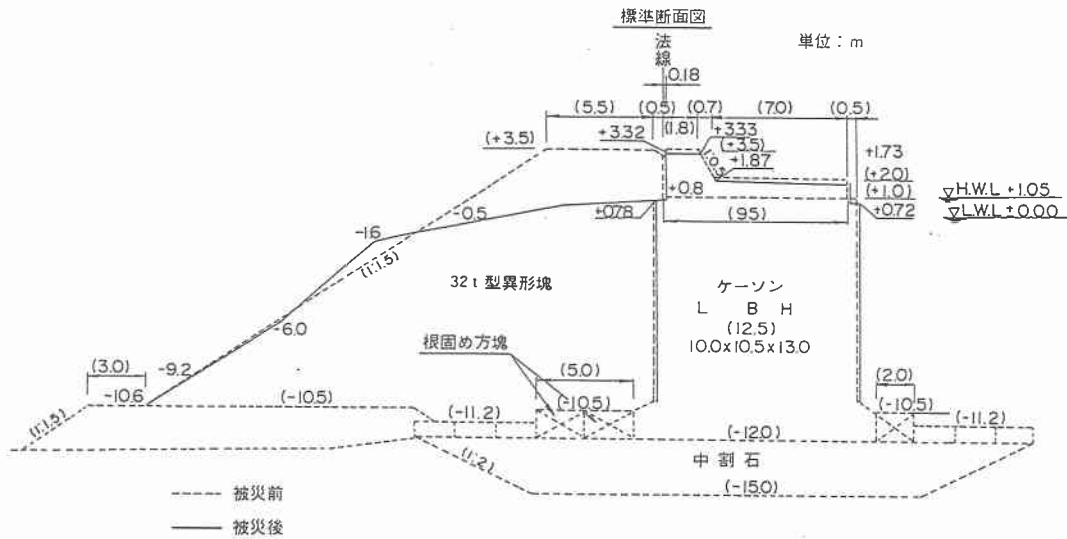 標準断面図
単位：m
法線
0.18
(5.5) (0.5) (0.7) (7.0) (0.5)
(1.8)
(+3.5)
+3.32
+3.33
(+3.5)
1:0.5
+1.87
+1.73
(+2.0)
(+1.0)
H.W.L +1.05
+0.8
+0.78
(9.5)
+0.72
L.W.L ±0.00
-0.5
-1.6
(1:1.5)
32t型異形塊
ケーソン
L B H
(12.5)
10.0x10.5x13.0
-6.0
根固め方塊
-9.2
(3.0)
(5.0)
(2.0)
-10.6
(-10.5)
(-10.5)
(-10.5)
(1:1.5)
(-11.2)
(-11.2)
(-12.0)
中割石
(1:2)
(-15.0)
被災前
被災後